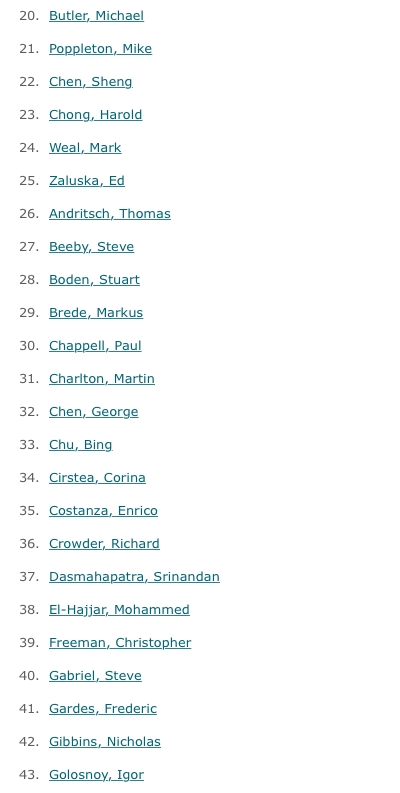 20. Butler, Michael
21. Poppleton, Mike
22. Chen, Sheng
23. Chong, Harold
24. Weal, Mark
25. Zaluska, Ed
26. Andritsch, Thomas
27. Beeby, Steve
28. Boden, Stuart
29. Brede, Markus
30. Chappell, Paul
31. Charlton, Martin
32. Chen, George
33. Chu, Bing
34. Cirstea, Corina
35. Costanza, Enrico
36. Crowder, Richard
37. Dasmahapatra, Srinandan
38. El-Hajjar, Mohammed
39. Freeman, Christopher
40. Gabriel, Steve
41. Gardes, Frederic
42. Gibbins, Nicholas
43. Golosnoy, Igor